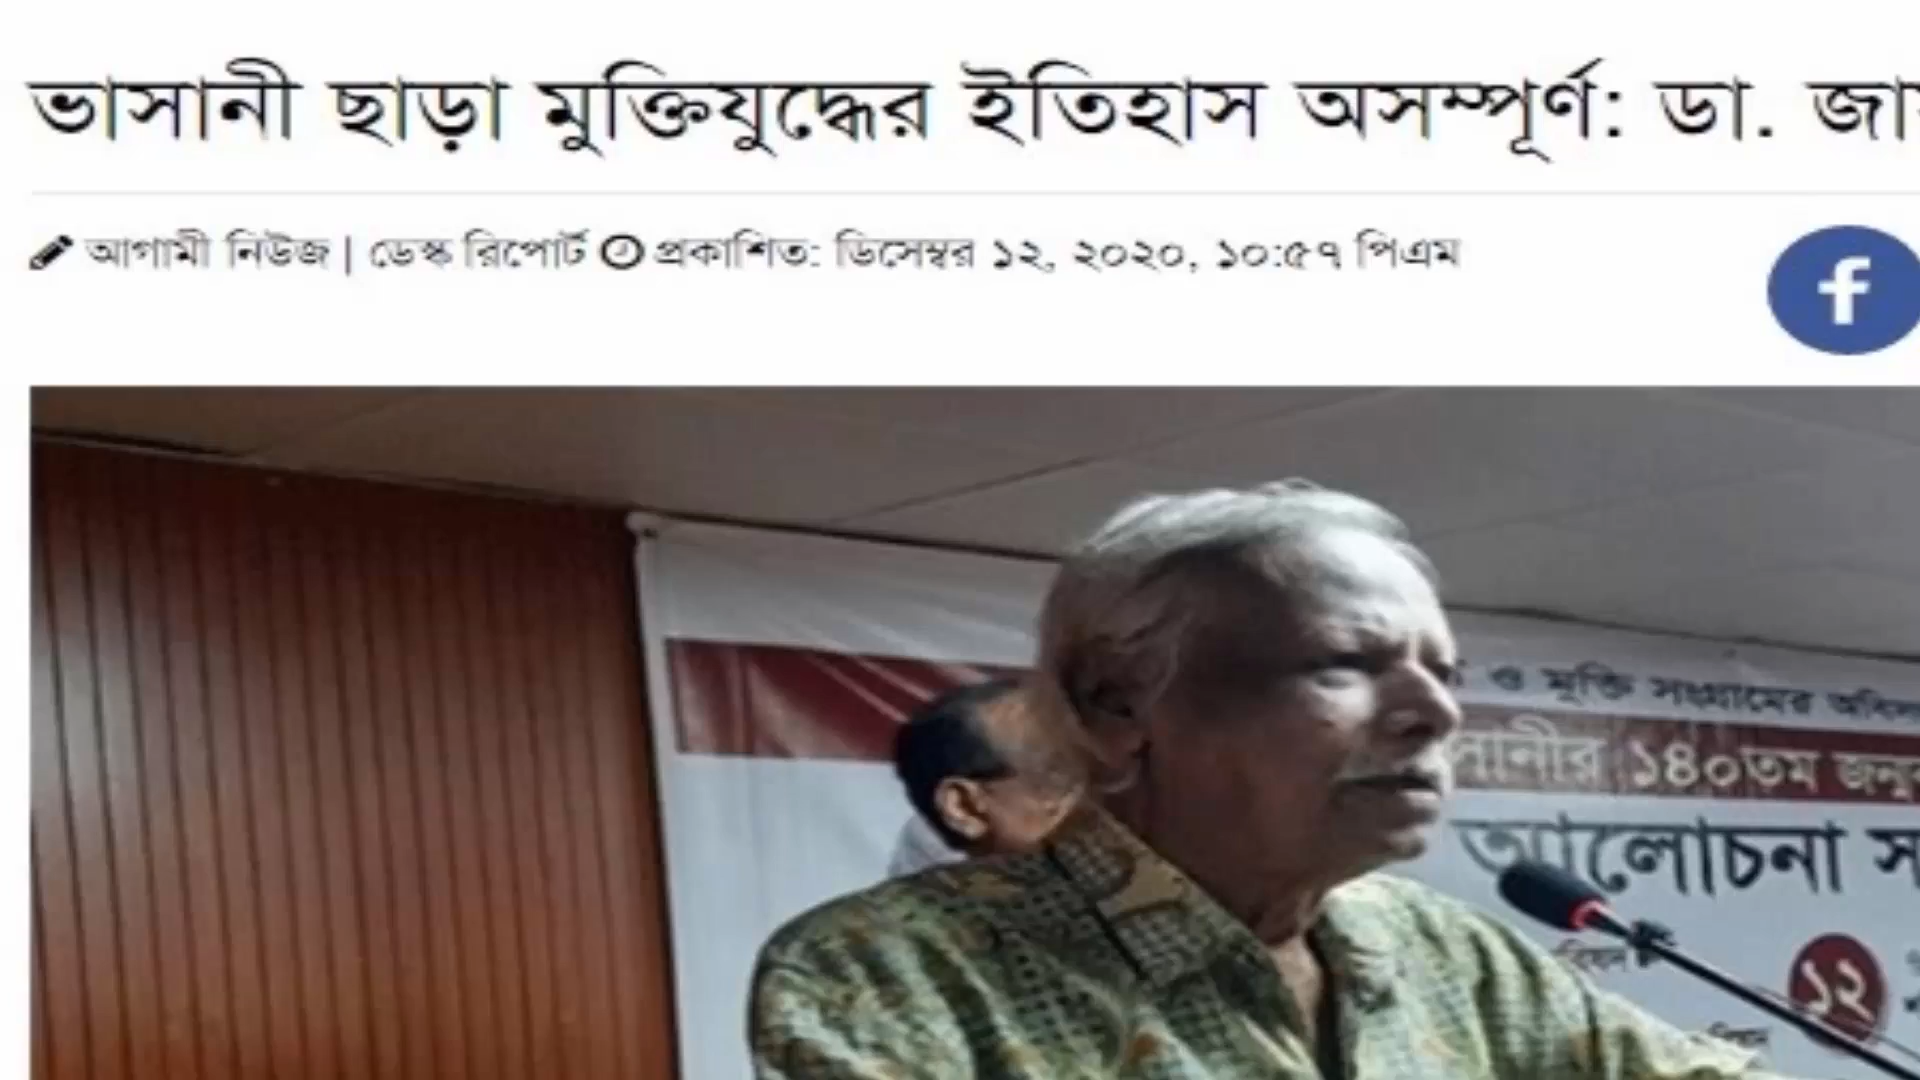 ভাসানী ছাড়া মুক্তিযুদ্ধের ইতিহাস অসম্পূর্ণ: ডা.
আগামী নিউজ | ডেস্ক রিপোর্ট প্রকাশিত: ডিসেম্বর ১২, ২০২০, ১০:৫৭ পিএম
f
ও মুক্তি সংগ্রামের
সানীর ১৪০তম
আলোচনা
১২